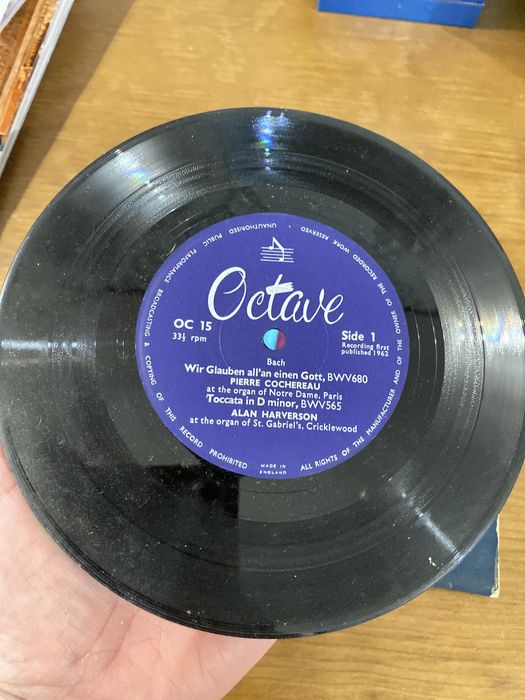 Octave
OC 15
33⅓ rpm
Side 1
Recording first
published 1962
Bach
Wir Glauben all'an einen Gott, BWV680
PIERRE COCHEREAU
at the organ of Notre Dame, Paris
Toccata in D minor, BWV565
ALAN HARVERSON
at the organ of St. Gabriel's, Cricklewood
MADE IN
ENGLAND
ALL RIGHTS OF THE MANUFACTURER AND OF THE OWNER OF THE RECORDED WORK RESERVED · UNAUTHORISED PUBLIC PERFORMANCE BROADCASTING & COPYING OF THIS RECORD PROHIBITED